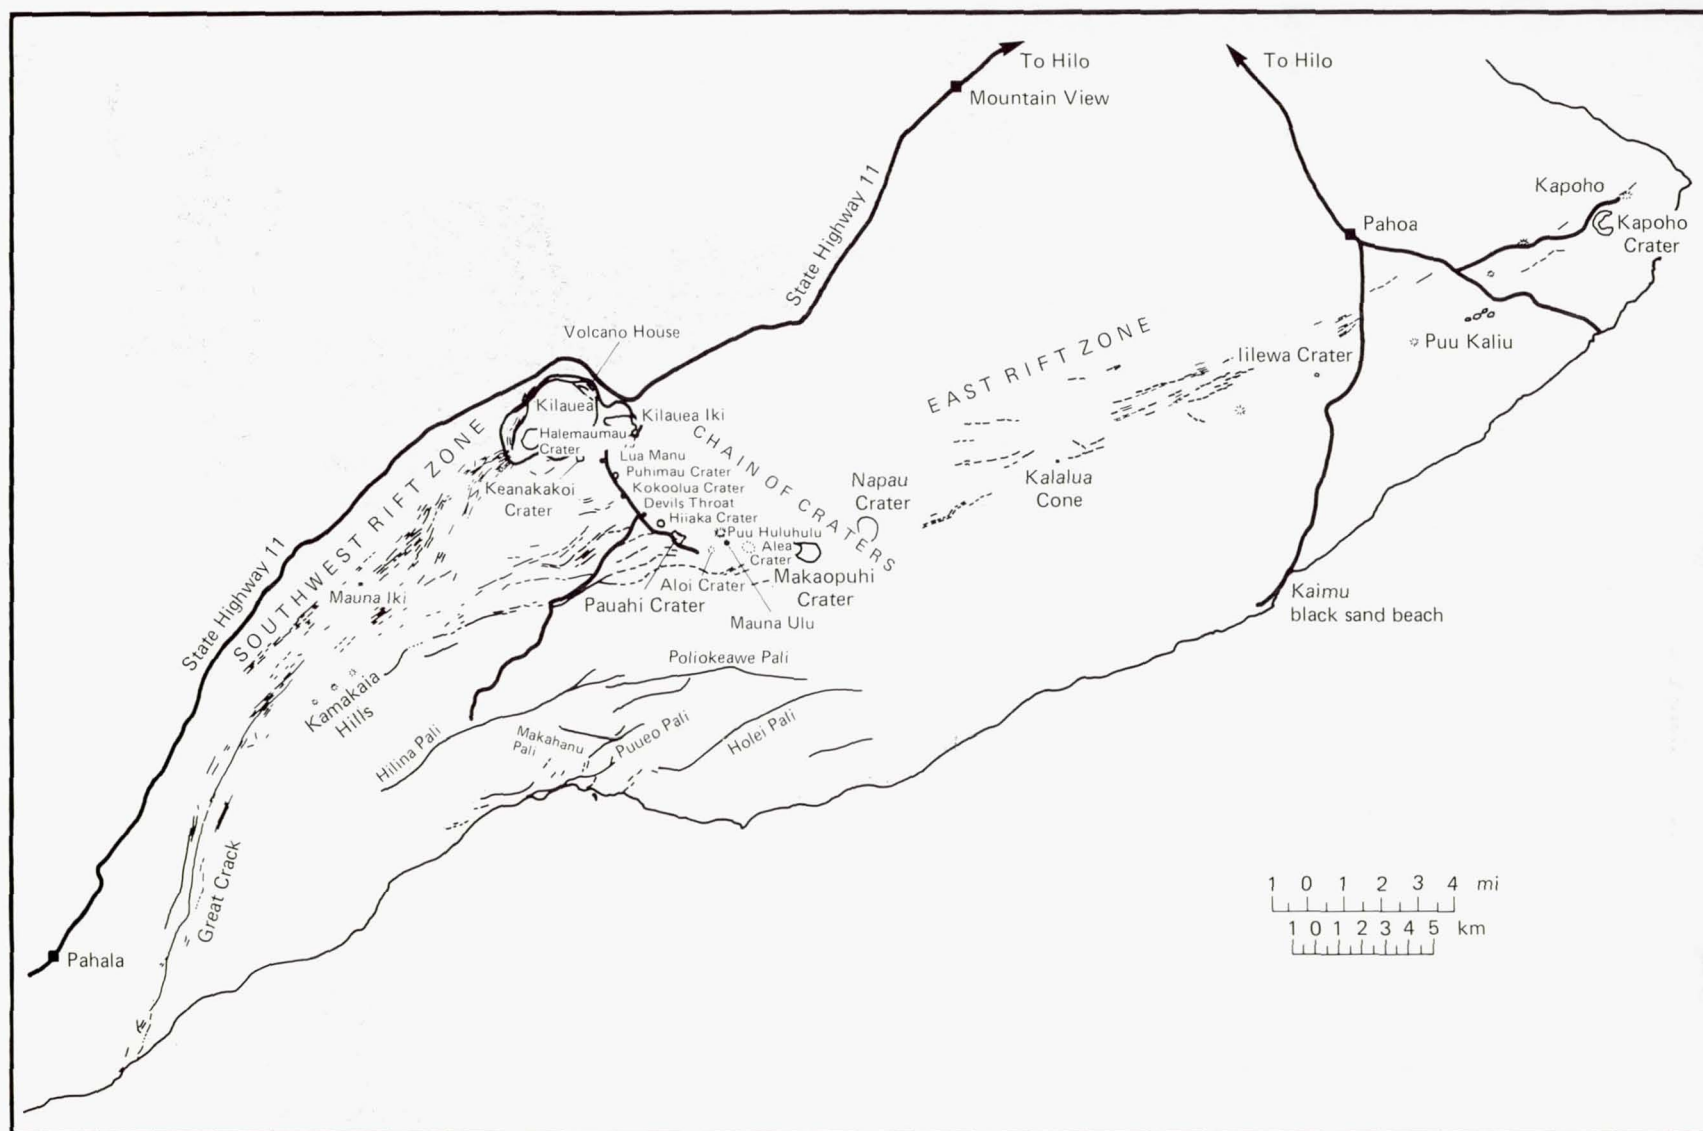 To Hilo
To Hilo
Mountain View
State Highway 11
Kapoho
Pahoa
Kapoho
Crater
Volcano House
EAST RIFT ZONE
Iilewa Crater
Puu Kaliu
Kilauea
Kilauea Iki
Halemaumau
Crater
CHAIN OF CRATERS
Lua Manu
Puhimau Crater
Kokoolua Crater
Keanakakoi
Crater
Devils Throat
Hiiaka Crater
Napau
Crater
Kalalua
Cone
Puu Huluhulu
Alea
Crater
Aloi Crater
Makaopuhi
Crater
Pauahi Crater
Mauna Ulu
SOUTHWEST RIFT ZONE
State Highway 11
Mauna Iki
Kaimu
black sand beach
Poliokeawe Pali
Kamakaia
Hills
Hilina Pali
Makahanu
Pali
Puueo Pali
Holei Pali
Great Crack
Pahala
1 0 1 2 3 4 mi
1 0 1 2 3 4 5 km